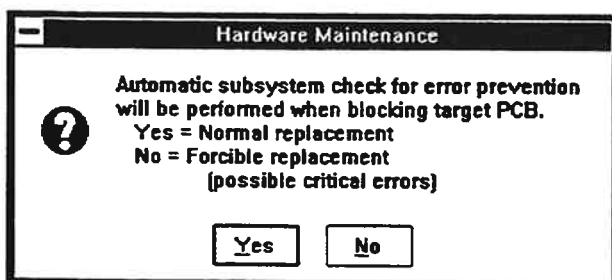 Hardware Maintenance
Automatic subsystem check for error prevention
will be performed when blocking target PCB.
Yes = Normal replacement
No = Forcible replacement
(possible critical errors)
Yes
No